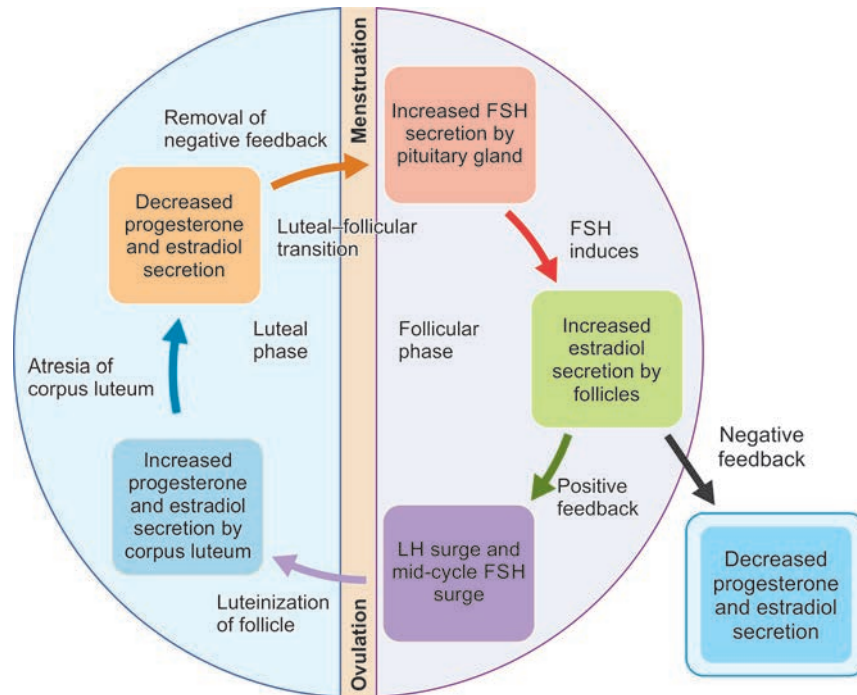 Menstruation
Removal of
negative feedback
Increased FSH
secretion by
pituitary gland
Decreased
progesterone
and estradiol
secretion
Luteal–follicular
transition
FSH
induces
Luteal
phase
Follicular
phase
Increased
estradiol
secretion by
follicles
Atresia of
corpus luteum
Negative
feedback
Increased
progesterone
and estradiol
secretion by
corpus luteum
Positive
feedback
LH surge and
mid-cycle FSH
surge
Decreased
progesterone
and estradiol
secretion
Luteinization
of follicle
Ovulation